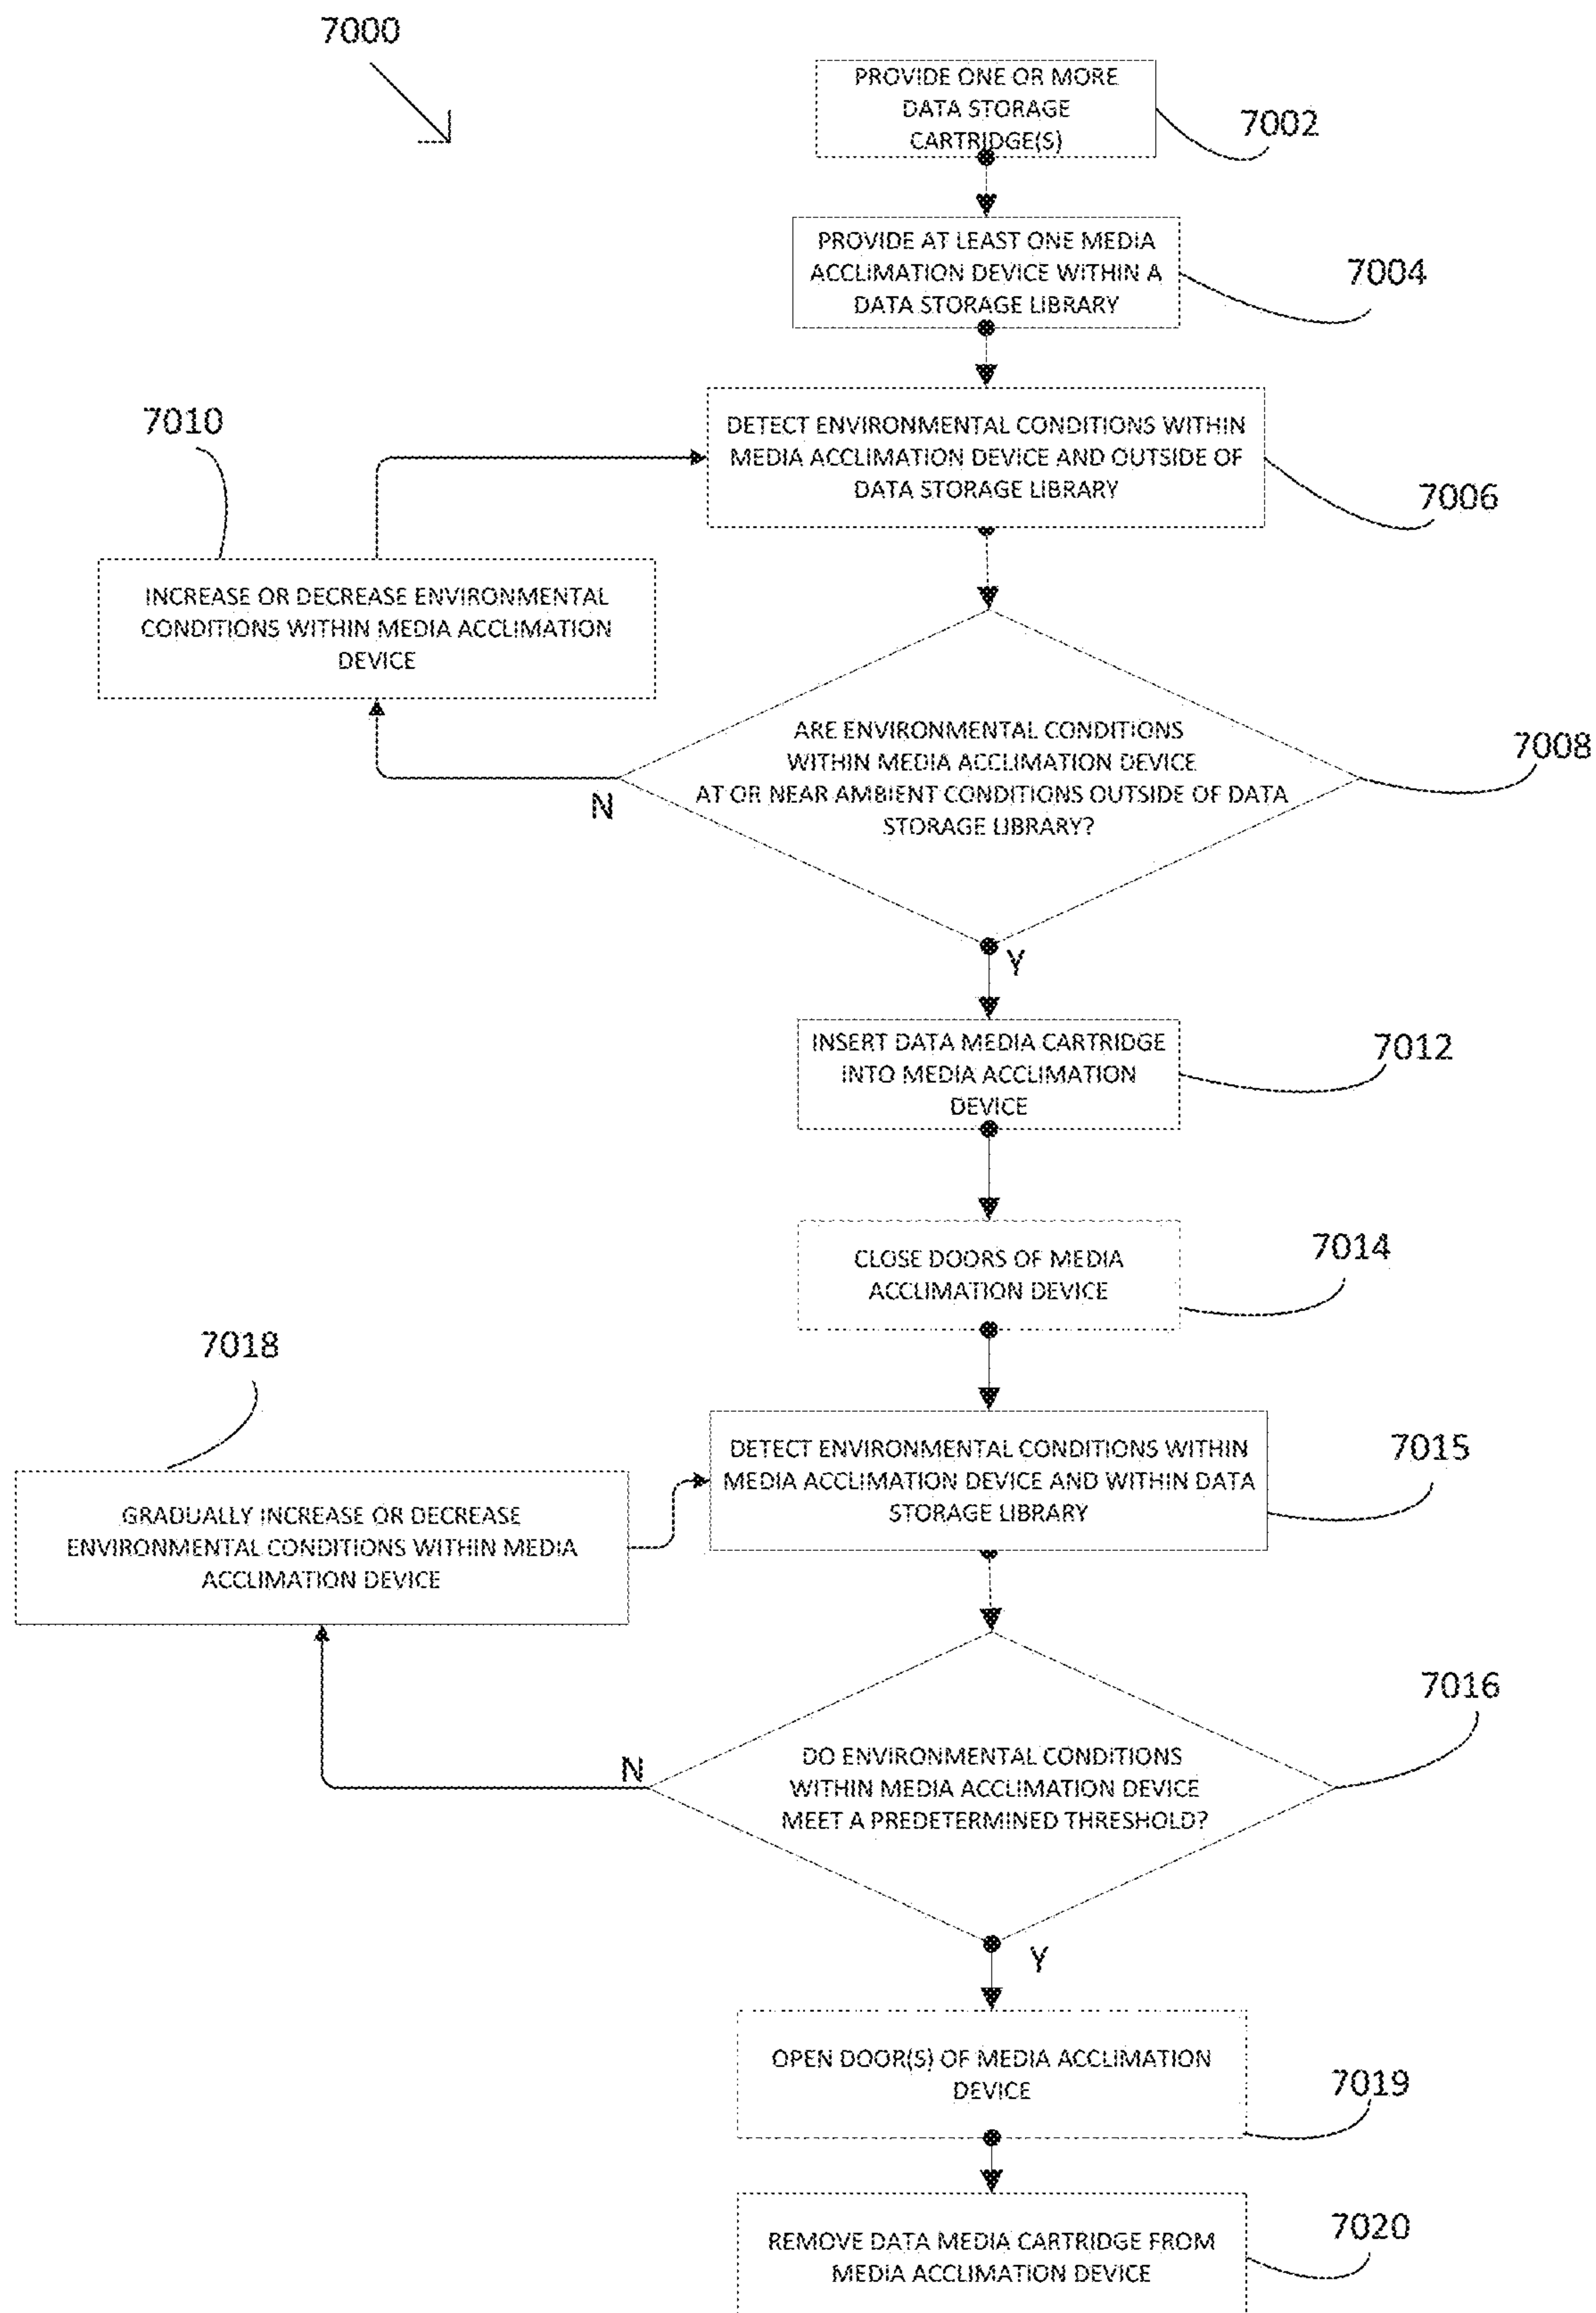 7000
PROVIDE ONE OR MORE
DATA STORAGE
CARTRIDGE(S)
7002
PROVIDE AT LEAST ONE MEDIA
ACCLIMATION DEVICE WITHIN A
DATA STORAGE LIBRARY
7004
DETECT ENVIRONMENTAL CONDITIONS WITHIN
MEDIA ACCLIMATION DEVICE AND OUTSIDE OF
DATA STORAGE LIBRARY
7006
7010
INCREASE OR DECREASE ENVIRONMENTAL
CONDITIONS WITHIN MEDIA ACCLIMATION
DEVICE
ARE ENVIRONMENTAL CONDITIONS
WITHIN MEDIA ACCLIMATION DEVICE
AT OR NEAR AMBIENT CONDITIONS OUTSIDE OF DATA
STORAGE LIBRARY?
7008
N
Y
INSERT DATA MEDIA CARTRIDGE
INTO MEDIA ACCLIMATION
DEVICE
7012
CLOSE DOORS OF MEDIA
ACCLIMATION DEVICE
7014
DETECT ENVIRONMENTAL CONDITIONS WITHIN
MEDIA ACCLIMATION DEVICE AND WITHIN DATA
STORAGE LIBRARY
7015
7018
GRADUALLY INCREASE OR DECREASE
ENVIRONMENTAL CONDITIONS WITHIN MEDIA
ACCLIMATION DEVICE
DO ENVIRONMENTAL CONDITIONS
WITHIN MEDIA ACCLIMATION DEVICE
MEET A PREDETERMINED THRESHOLD?
7016
N
Y
OPEN DOOR(S) OF MEDIA ACCLIMATION
DEVICE
7019
REMOVE DATA MEDIA CARTRIDGE FROM
MEDIA ACCLIMATION DEVICE
7020